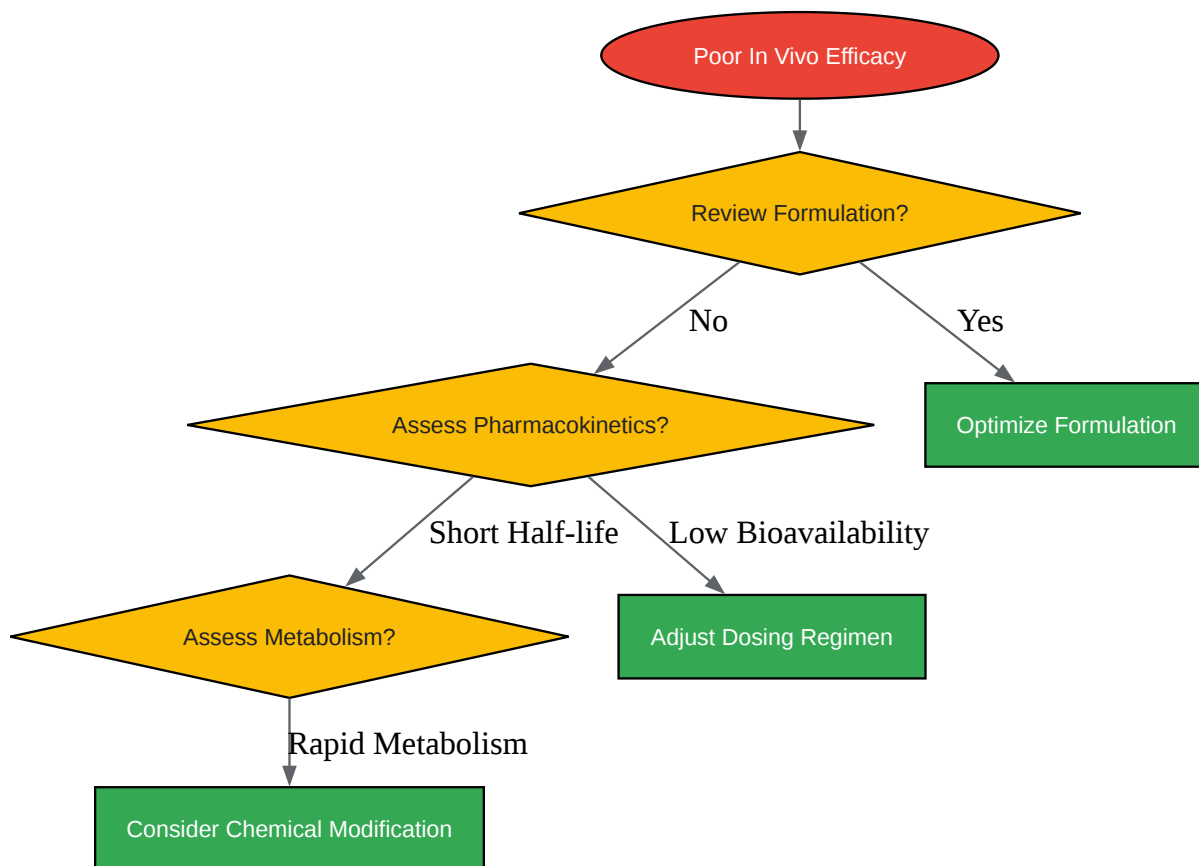 Poor In Vivo Efficacy
Review Formulation?
No
Yes
Assess Pharmacokinetics?
Optimize Formulation
Short Half-life
Low Bioavailability
Assess Metabolism?
Adjust Dosing Regimen
Rapid Metabolism
Consider Chemical Modification